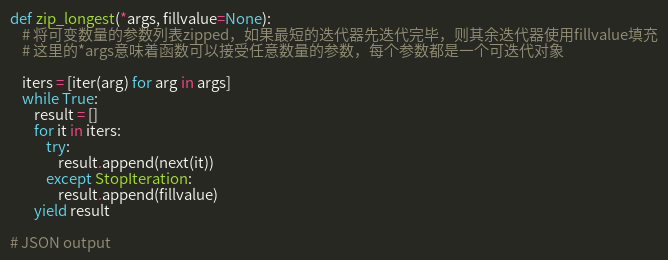 def zip_longest(*args, fillvalue=None):
# 将可变数量的参数列表zipped，如果最短的迭代器先迭代完毕，则其余迭代器使用fillvalue填充
# 这里的*args意味着函数可以接受任意数量的参数，每个参数都是一个可迭代对象
iters = [iter(arg) for arg in args]
while True:
result = []
for it in iters:
try:
result.append(next(it))
except StopIteration:
result.append(fillvalue)
yield result
# JSON output